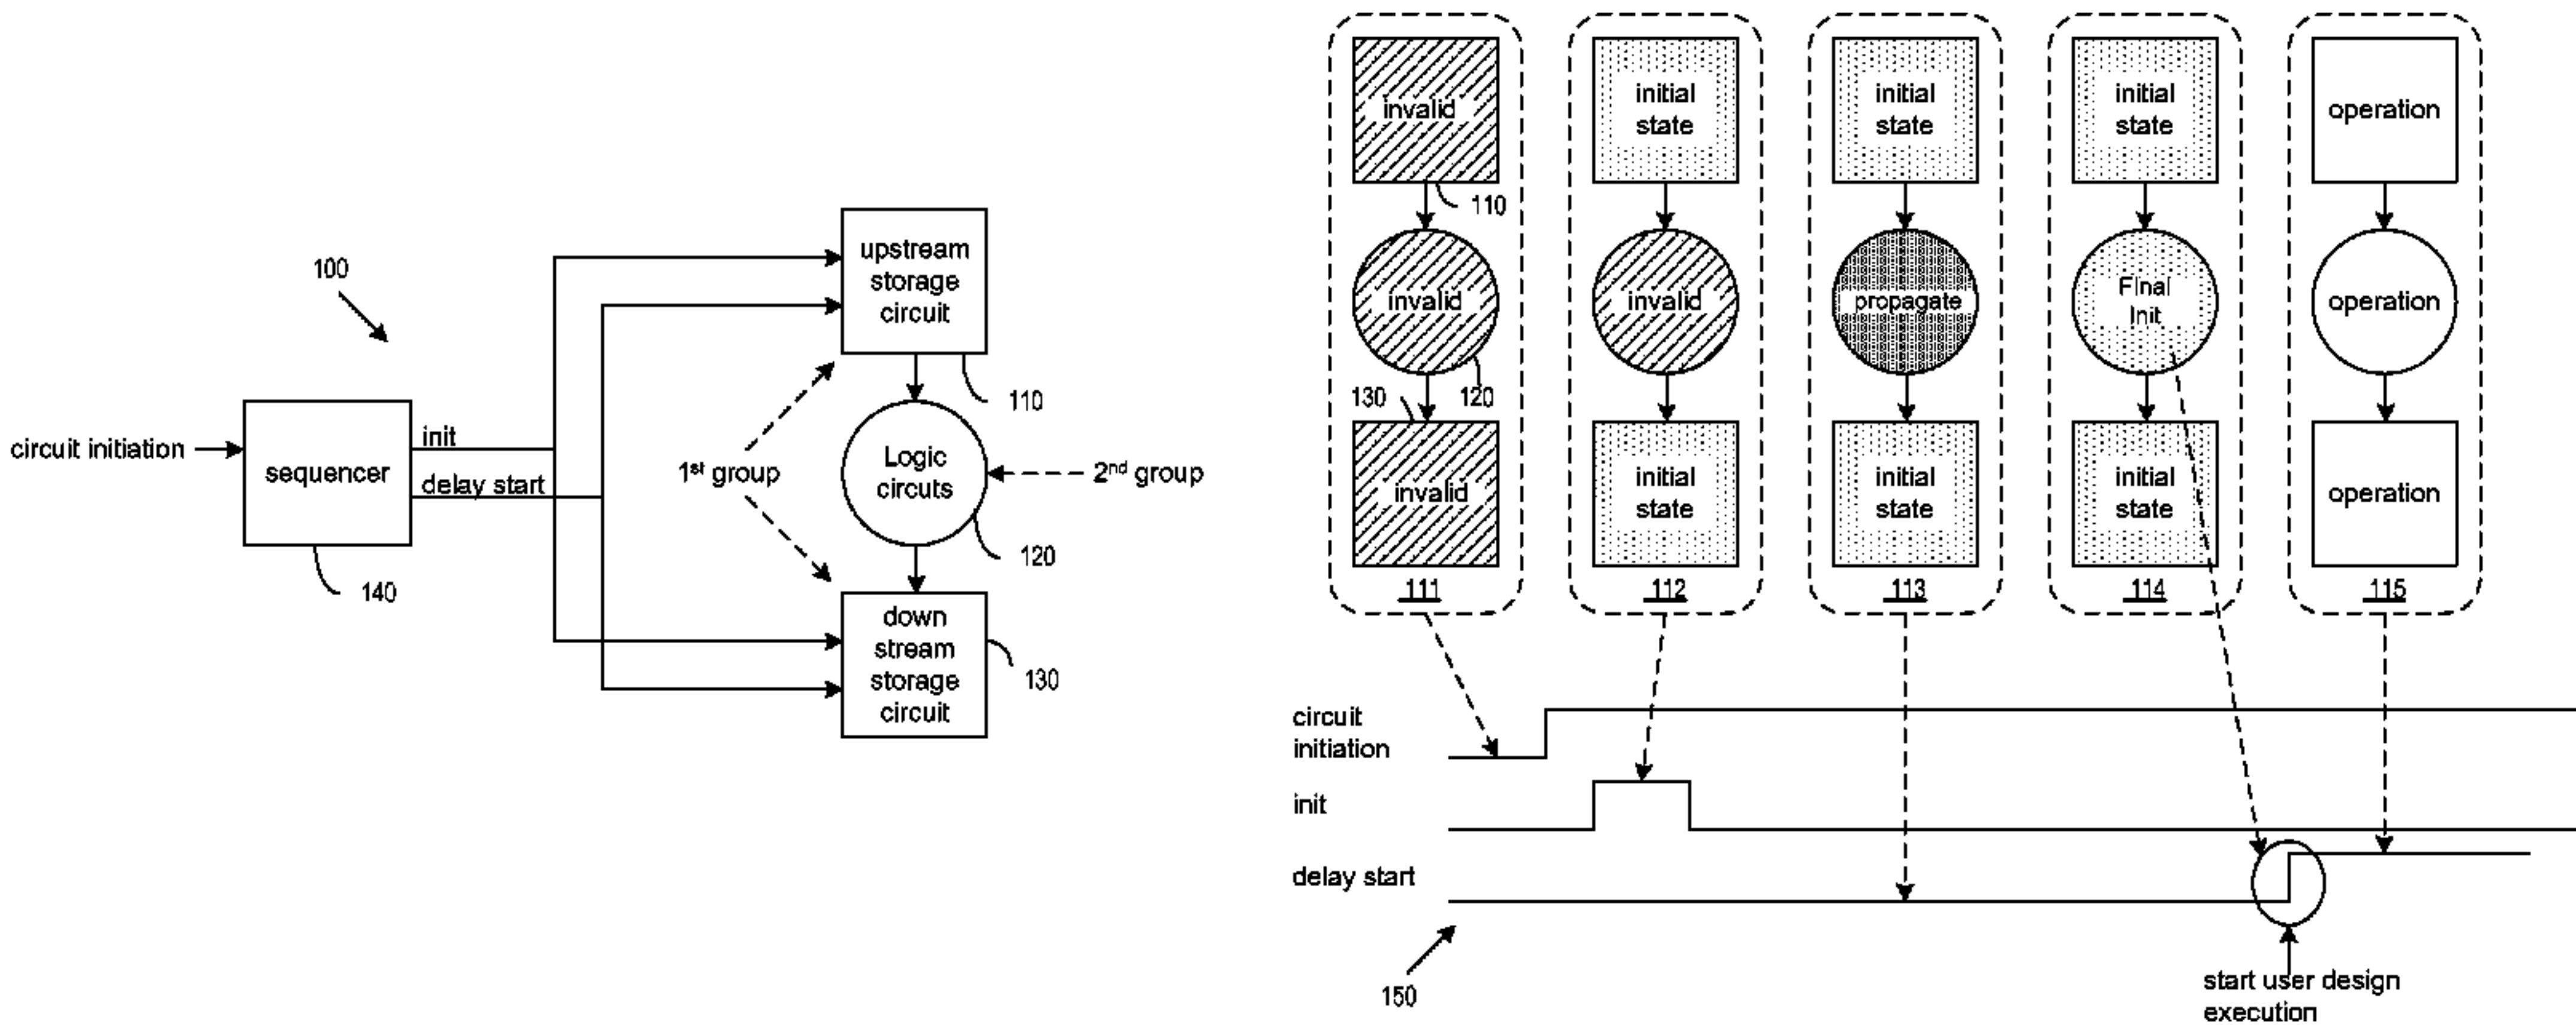 100
circuit initiation
sequencer
140
init
delay start
1st group
upstream
storage
circuit
110
Logic
circuts
120
2nd group
down
stream
storage
circuit
130
invalid
110
invalid
120
130
invalid
111
initial
state
invalid
initial
state
112
initial
state
propagate
initial
state
113
initial
state
FInal
Init
initial
state
114
operation
operation
operation
115
circuit
initiation
init
delay start
150
start user design
execution